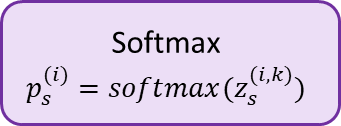 Softmax
p_s^{(i)} = softmax(z_s^{(i,k)})